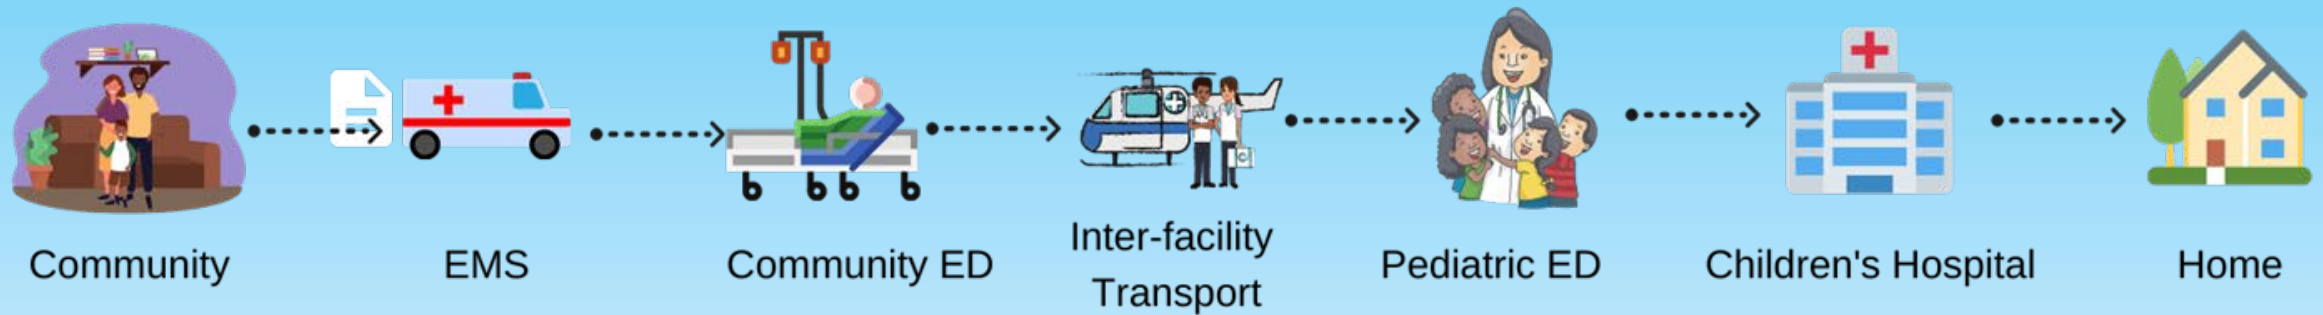 Community
EMS
Community ED
Inter-facility
Transport
Pediatric ED
Children's Hospital
Home